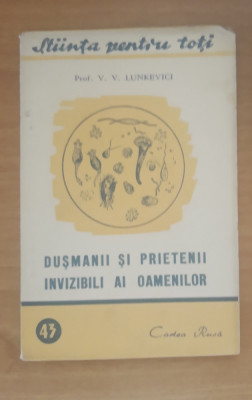 Știința pentru toți
Prof. V. V. LUNKEVICI
DUȘMANII ȘI PRIETENII
INVIZIBILI AI OAMENILOR
43
Cartea Rusă